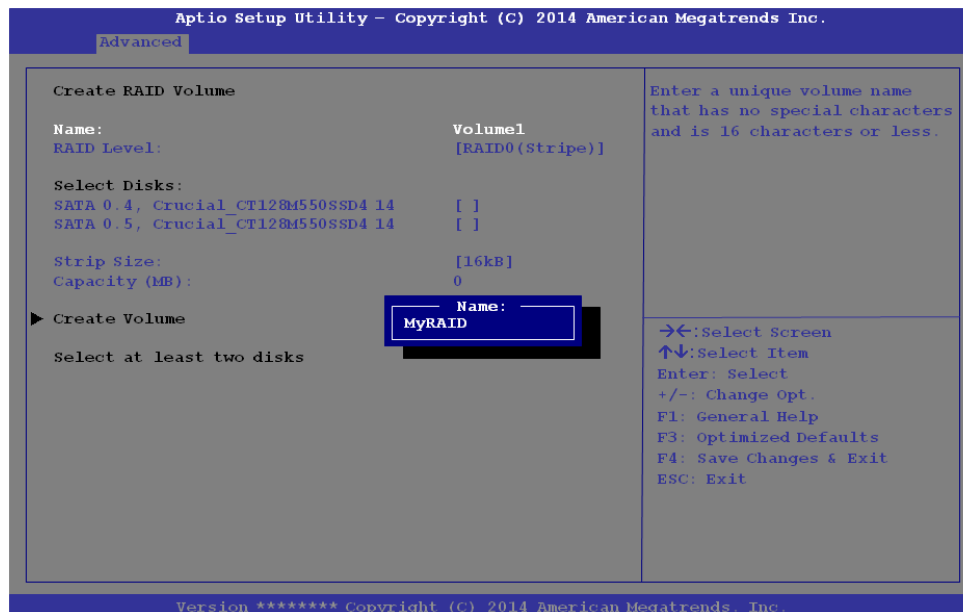 Aptio Setup Utility – Copyright (C) 2014 American Megatrends Inc.
Advanced
Create RAID Volume
Name: Volume1
RAID Level: [RAID0(Stripe)]
Select Disks:
SATA 0.4, Crucial_CT128M550SSD4 14 [ ]
SATA 0.5, Crucial_CT128M550SSD4 14 [ ]
Strip Size: [16kB]
Capacity (MB): 0
Create Volume
Select at least two disks
Name:
MyRAID
Enter a unique volume name
that has no special characters
and is 16 characters or less.
→←:Select Screen
↑↓:Select Item
Enter: Select
+/-: Change Opt.
F1: General Help
F3: Optimized Defaults
F4: Save Changes & Exit
ESC: Exit
Version ******** Copyright (C) 2014 American Megatrends, Inc.